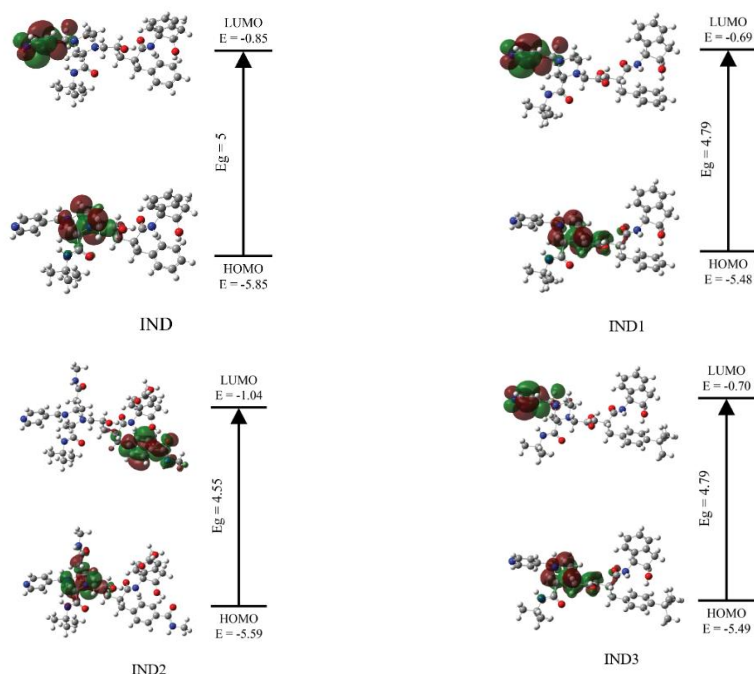 LUMO
E = -0.85
Eg = 5
HOMO
E = -5.85
IND
LUMO
E = -0.69
Eg = 4.79
HOMO
E = -5.48
IND1
LUMO
E = -1.04
Eg = 4.55
HOMO
E = -5.59
IND2
LUMO
E = -0.70
Eg = 4.79
HOMO
E = -5.49
IND3